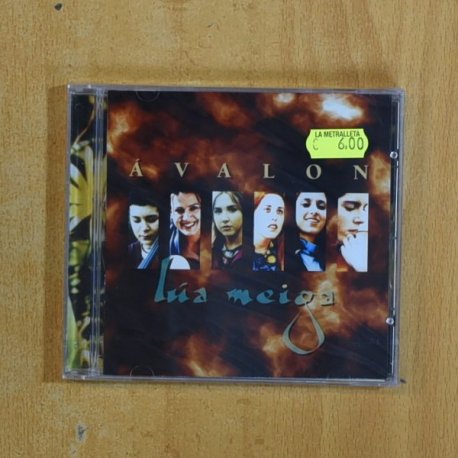 LA METRALLETA
€ 6.00
ÁVALON
lúa meiga